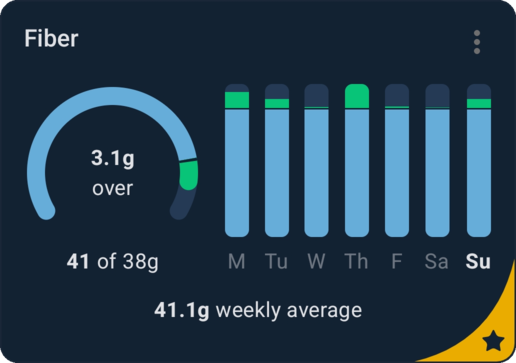 Fiber
3.1g
over
41 of 38g
M Tu W Th F Sa Su
41.1g weekly average